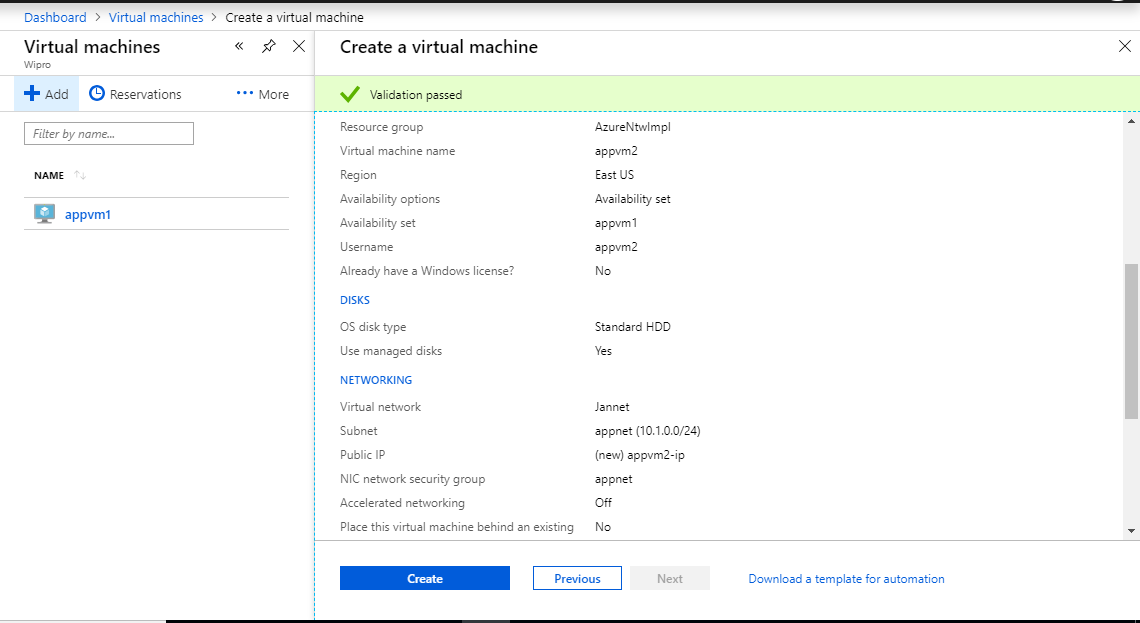 Dashboard > Virtual machines > Create a virtual machine
Virtual machines
Wipro
Add
Reservations
More
Filter by name...
NAME
appvm1
Create a virtual machine
Validation passed
Resource group AzureNtwImpl
Virtual machine name appvm2
Region East US
Availability options Availability set
Availability set appvm1
Username appvm2
Already have a Windows license? No
DISKS
OS disk type Standard HDD
Use managed disks Yes
NETWORKING
Virtual network Jannet
Subnet appnet (10.1.0.0/24)
Public IP (new) appvm2-ip
NIC network security group appnet
Accelerated networking Off
Place this virtual machine behind an existing No
Create
Previous
Next
Download a template for automation